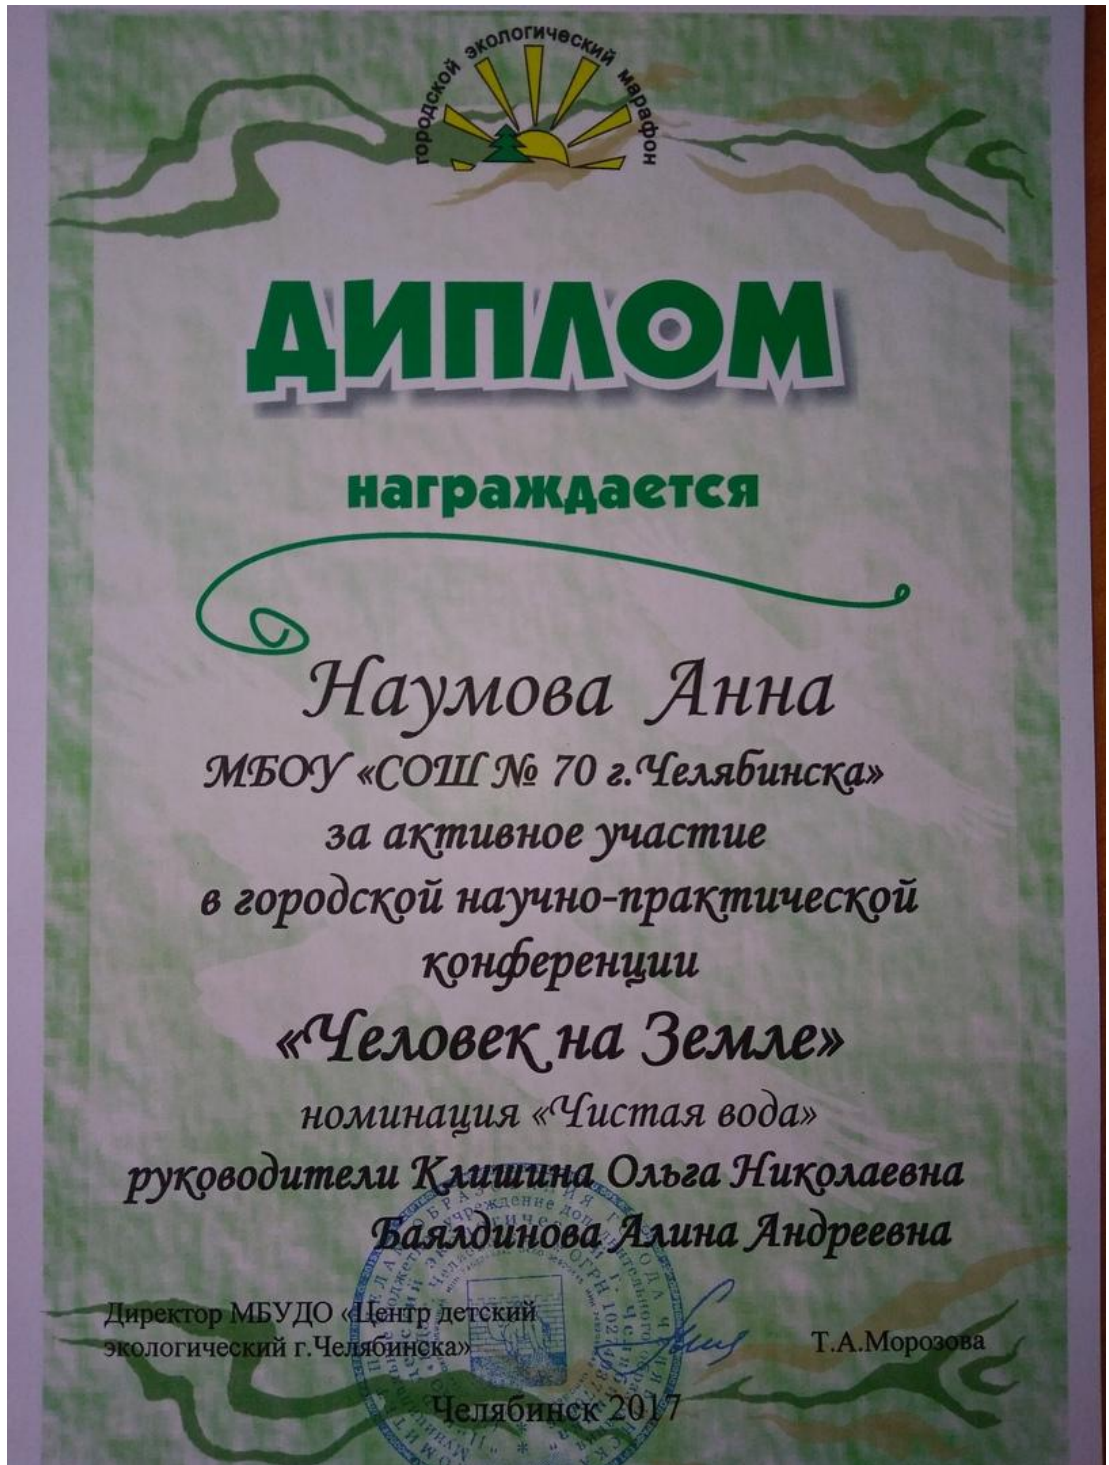 городской экологический марафон
ДИПЛОМ
награждается
Наумова Анна
МБОУ «СОШ № 70 г.Челябинска»
за активное участие
в городской научно-практической
конференции
«Человек на Земле»
номинация «Чистая вода»
руководители Клишина Ольга Николаевна
Баялдинова Алина Андреевна
Директор МБУДО «Центр детский
экологический г.Челябинска»
Т.А.Морозова
Челябинск 2017